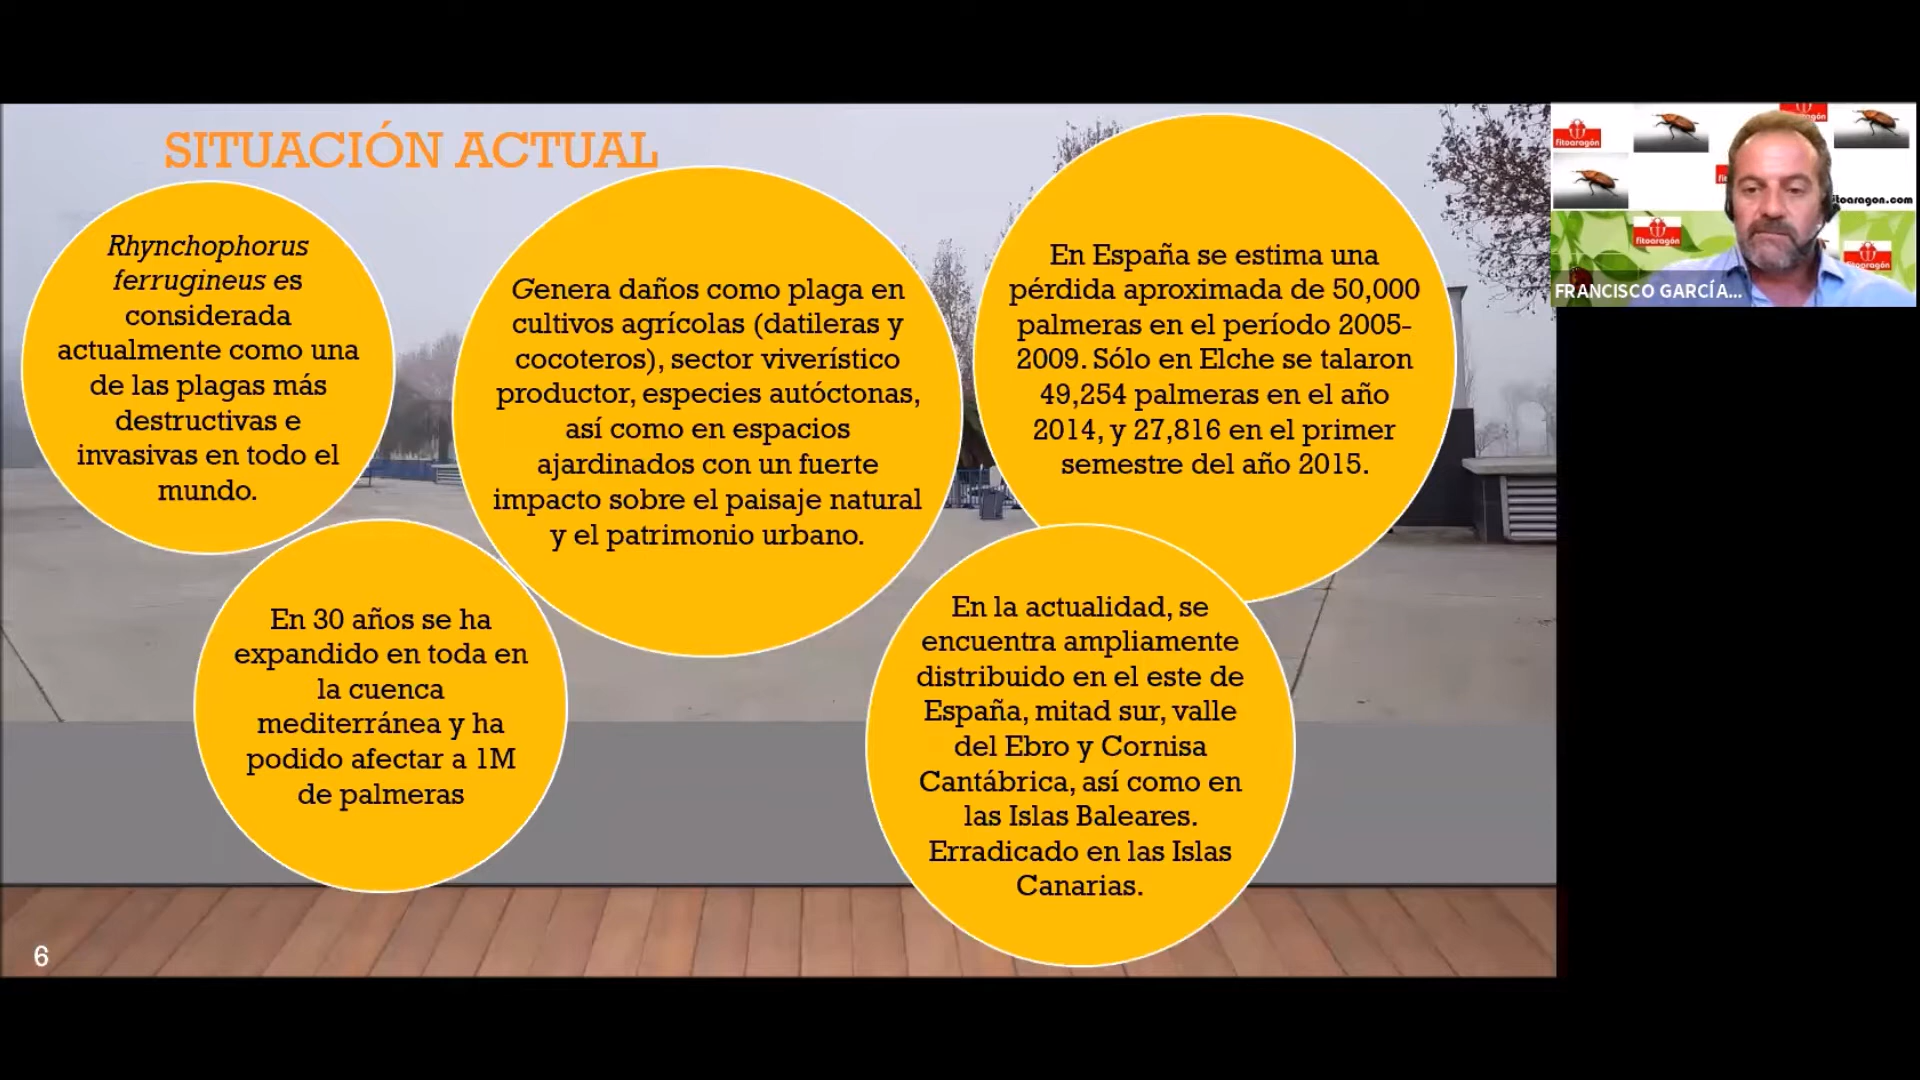 SITUACIÓN ACTUAL
Rhynchophorus
ferrugineus es
considerada
actualmente como una
de las plagas más
destructivas e
invasivas en todo el
mundo.
En 30 años se ha
expandido en toda en
la cuenca
mediterránea y ha
podido afectar a 1M
de palmeras
Genera daños como plaga en
cultivos agrícolas (datileras y
cocoteros), sector viverístico
productor, especies autóctonas,
así como en espacios
ajardinados con un fuerte
impacto sobre el paisaje natural
y el patrimonio urbano.
En España se estima una
pérdida aproximada de 50,000
palmeras en el período 2005-
2009. Sólo en Elche se talaron
49,254 palmeras en el año
2014, y 27,816 en el primer
semestre del año 2015.
En la actualidad, se
encuentra ampliamente
distribuido en el este de
España, mitad sur, valle
del Ebro y Cornisa
Cantábrica, así como en
las Islas Baleares.
Erradicado en las Islas
Canarias.
6
fitoaragón
agón
fi
itoaragon.com
fitoaragón
fitoaragón
FRANCISCO GARCÍA...